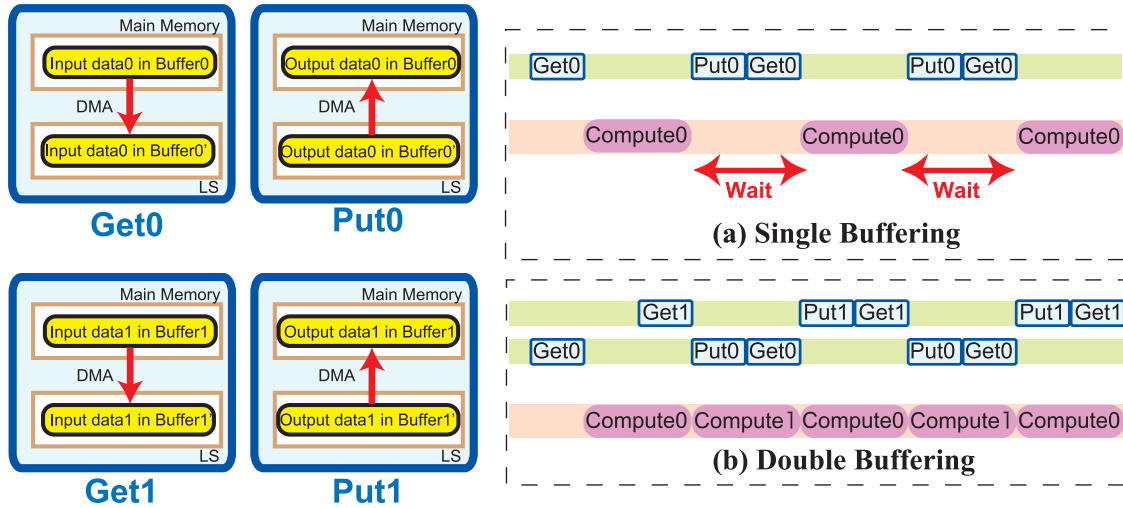 Main Memory
Input data0 in Buffer0
DMA
Input data0 in Buffer0'
LS
Get0
Main Memory
Output data0 in Buffer0
DMA
Output data0 in Buffer0'
LS
Put0
Get0 Put0 Get0 Put0 Get0
Compute0 Compute0 Compute0
Wait Wait
(a) Single Buffering
Main Memory
Input data1 in Buffer1
DMA
Input data1 in Buffer1'
LS
Get1
Main Memory
Output data1 in Buffer1
DMA
Output data1 in Buffer1'
LS
Put1
Get1 Put1 Get1 Put1 Get1
Get0 Put0 Get0 Put0 Get0
Compute0 Compute1 Compute0 Compute1 Compute0
(b) Double Buffering